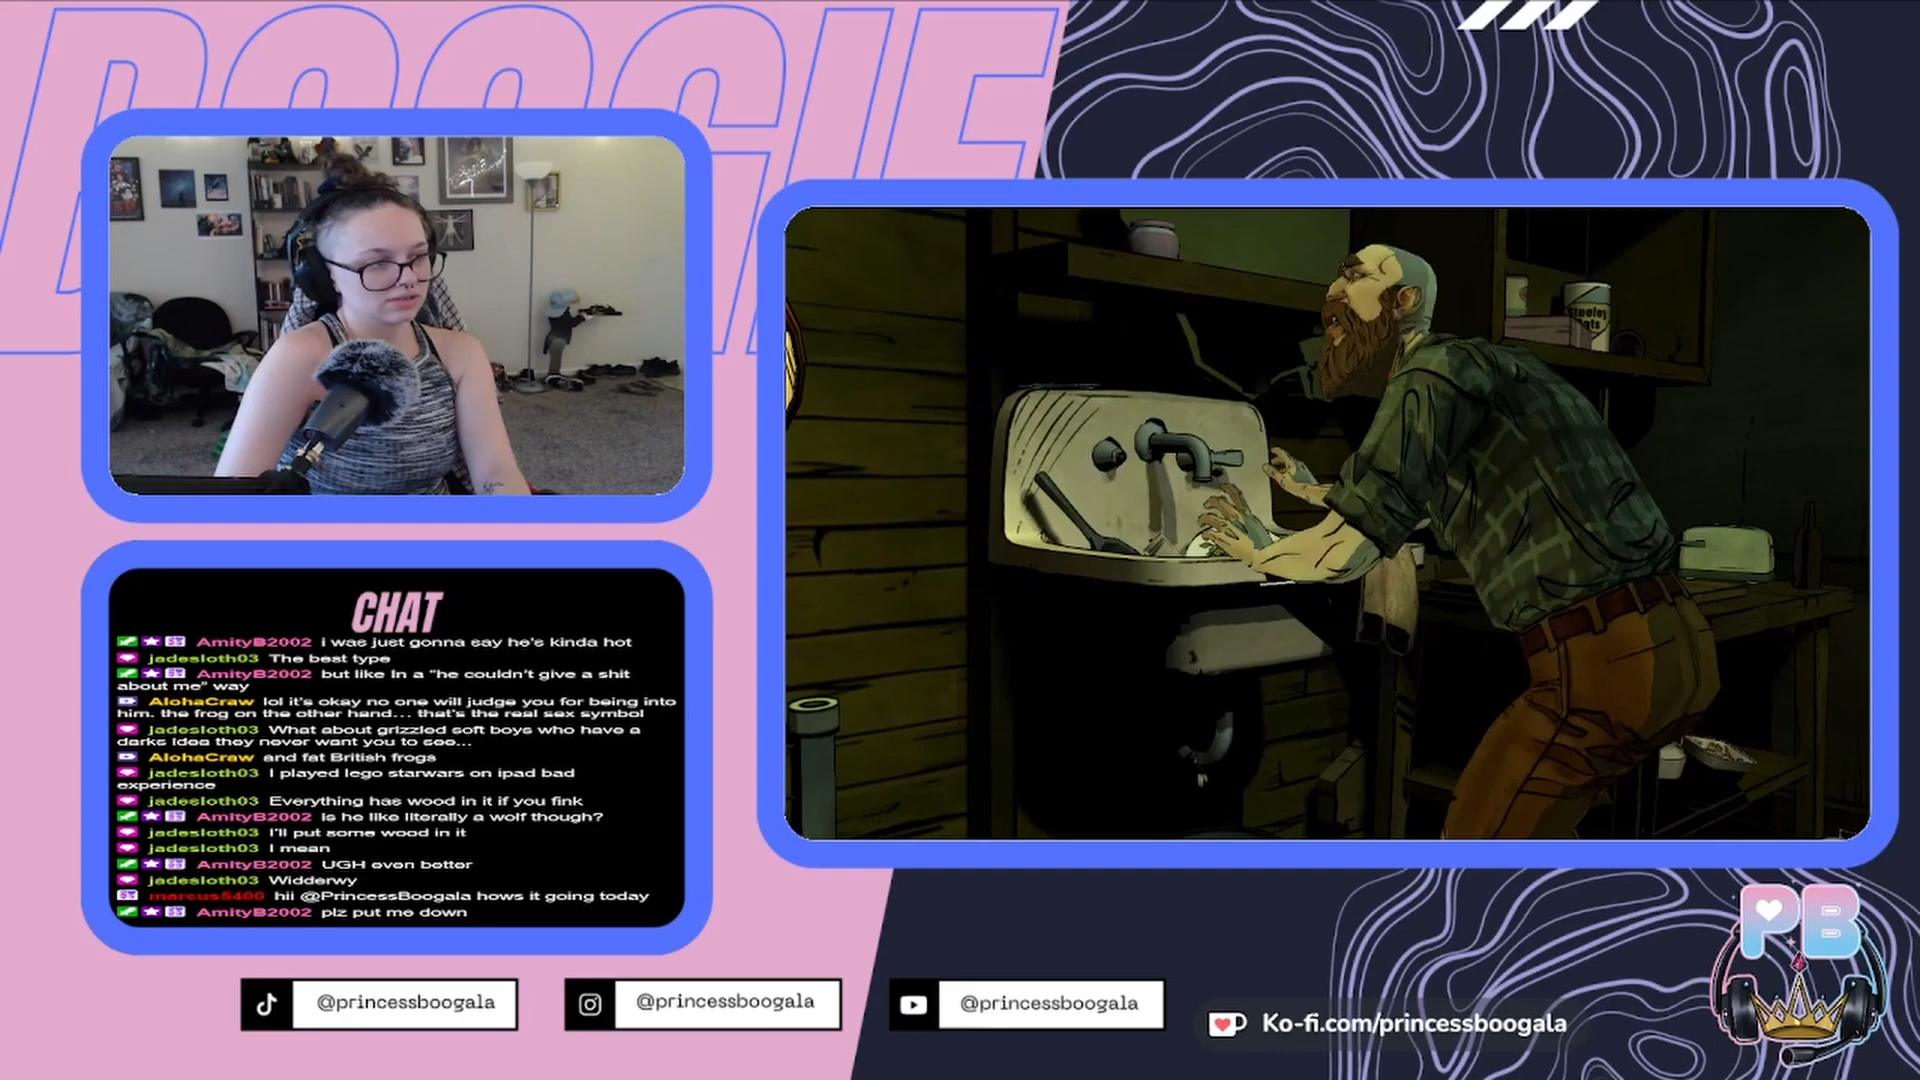 BOOGIE
CHAT
AmityB2002 i was just gonna say he's kinda hot
jadesloth03 The best type
AmityB2002 but like in a "he couldn't give a shit
about me" way
AlohaCraw lol it's okay no one will judge you for being into
him. the frog on the other hand... that's the real sex symbol
jadesloth03 What about grizzled soft boys who have a
darks idea they never want you to see...
AlohaCraw and fat British frogs
jadesloth03 I played lego starwars on ipad bad
experience
jadesloth03 Everything has wood in it if you fink
AmityB2002 is he like literally a wolf though?
jadesloth03 I'll put some wood in it
jadesloth03 I mean
AmityB2002 UGH even better
jadesloth03 Widderwy
marcus5400 hii @PrincessBoogala hows it going today
AmityB2002 plz put me down
@princessboogala
@princessboogala
@princessboogala
Ko-fi.com/princessboogala
PB